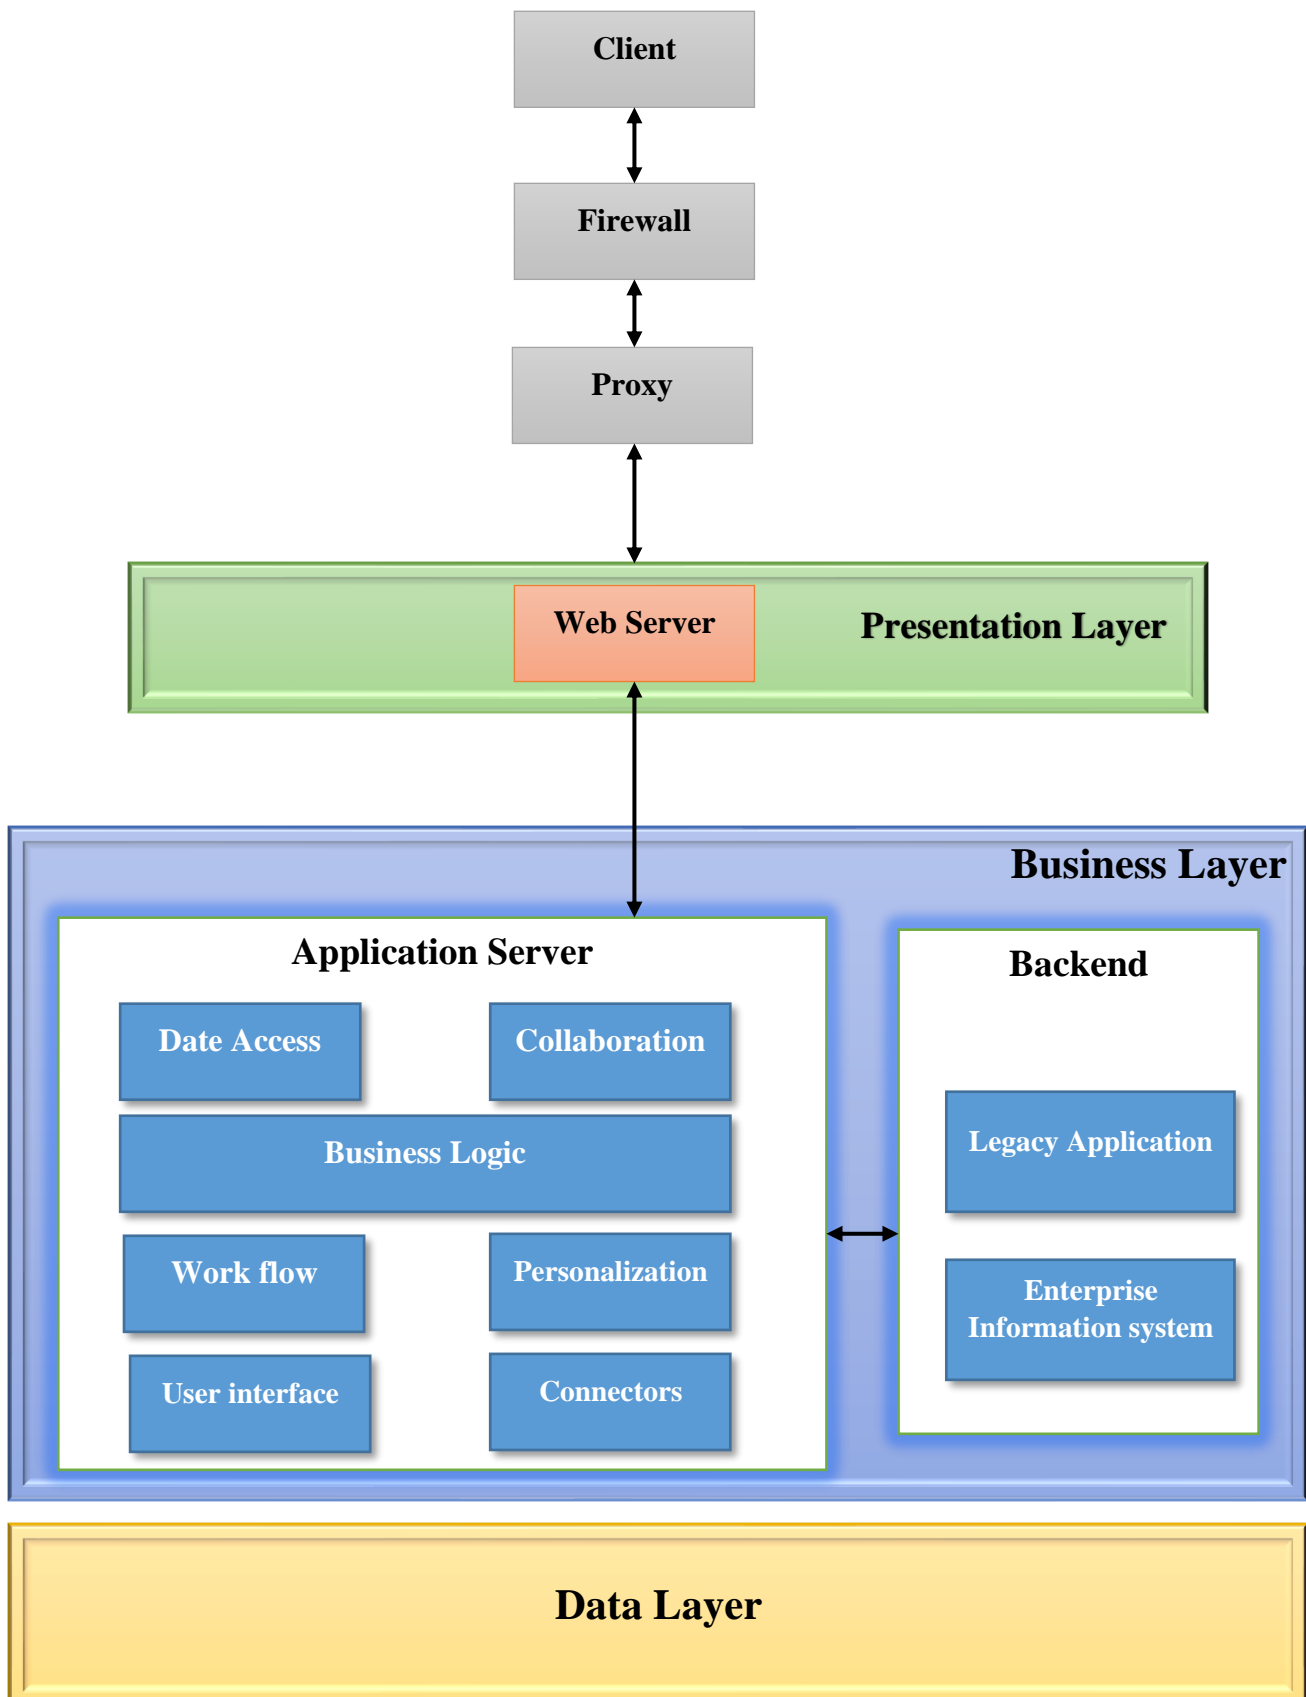 Client
Firewall
Proxy
Web Server
Presentation Layer
Business Layer
Application Server
Date Access
Collaboration
Business Logic
Work flow
Personalization
User interface
Connectors
Backend
Legacy Application
Enterprise
Information system
Data Layer